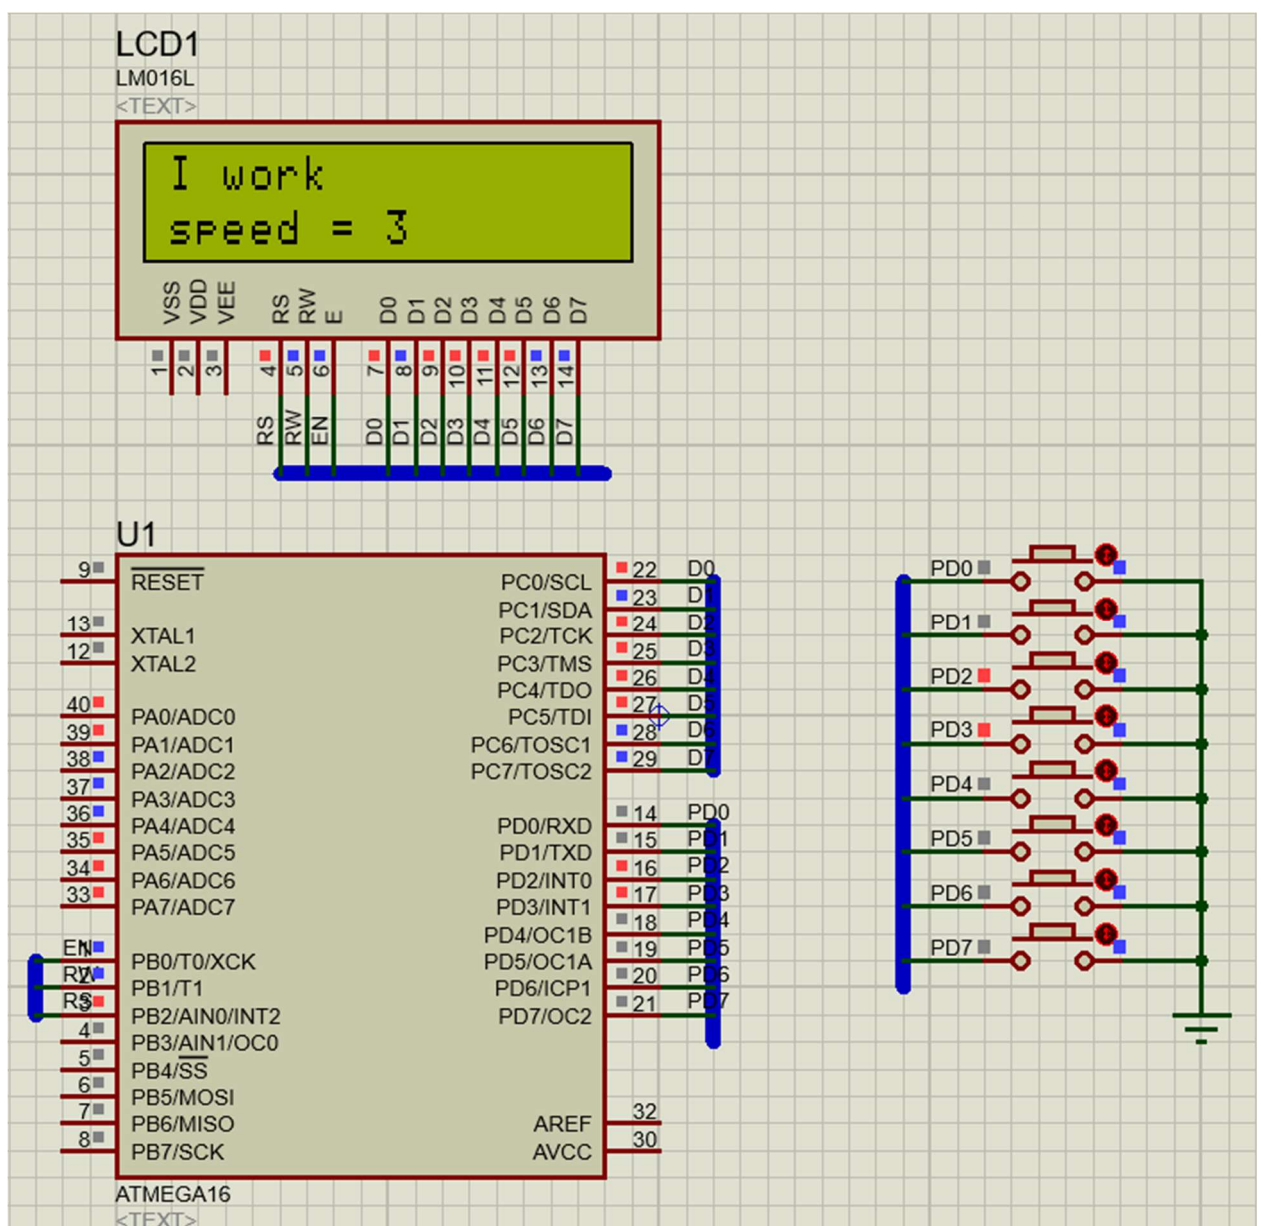 LCD1
LM016L
<TEXT>
I work
speed = 3
VSS VDD VEE RS RW E D0 D1 D2 D3 D4 D5 D6 D7
1 2 3 4 5 6 7 8 9 10 11 12 13 14
RS RW EN D0 D1 D2 D3 D4 D5 D6 D7
U1
9 RESET
13 XTAL1
12 XTAL2
40 PA0/ADC0
39 PA1/ADC1
38 PA2/ADC2
37 PA3/ADC3
36 PA4/ADC4
35 PA5/ADC5
34 PA6/ADC6
33 PA7/ADC7
EN 1 PB0/T0/XCK
RW 2 PB1/T1
RS 3 PB2/AIN0/INT2
4 PB3/AIN1/OC0
5 PB4/SS
6 PB5/MOSI
7 PB6/MISO
8 PB7/SCK
PC0/SCL 22 D0
PC1/SDA 23 D1
PC2/TCK 24 D2
PC3/TMS 25 D3
PC4/TDO 26 D4
PC5/TDI 27 D5
PC6/TOSC1 28 D6
PC7/TOSC2 29 D7
PD0/RXD 14 PD0
PD1/TXD 15 PD1
PD2/INT0 16 PD2
PD3/INT1 17 PD3
PD4/OC1B 18 PD4
PD5/OC1A 19 PD5
PD6/ICP1 20 PD6
PD7/OC2 21 PD7
AREF 32
AVCC 30
ATMEGA16
<TEXT>
PD0
PD1
PD2
PD3
PD4
PD5
PD6
PD7